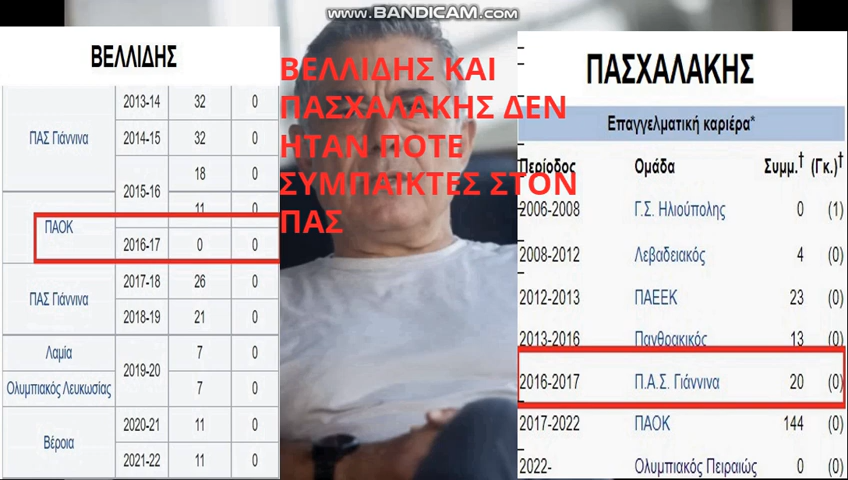 WWW.BANDICAM.COM
ΒΕΛΛΙΔΗΣ
ΠΑΣ Γιάννινα
2013-14 32 0
2014-15 32 0
2015-16 18 0
ΠΑΟΚ
11
2016-17 0 0
ΠΑΣ Γιάννινα
2017-18 26 0
2018-19 21 0
Λαμία 2019-20 7 0
Ολυμπιακός Λευκωσίας 7 0
Βέροια
2020-21 11 0
2021-22 11 0
ΒΕΛΛΙΔΗΣ ΚΑΙ
ΠΑΣΧΑΛΑΚΗΣ ΔΕΝ
ΗΤΑΝ ΠΟΤΕ
ΣΥΜΠΑΙΚΤΕΣ ΣΤΟΝ
ΠΑΣ
ΠΑΣΧΑΛΑΚΗΣ
Επαγγελματική καριέρα*
Περίοδος Ομάδα Συμμ.† (Γκ.)†
2006-2008 Γ.Σ. Ηλιούπολης 0 (1)
2008-2012 Λεβαδειακός 4 (0)
2012-2013 ΠΑΕΕΚ 23 (0)
2013-2016 Πανθρακικός 13 (0)
2016-2017 Π.Α.Σ. Γιάννινα 20 (0)
2017-2022 ΠΑΟΚ 144 (0)
2022- Ολυμπιακός Πειραιώς 0 (0)